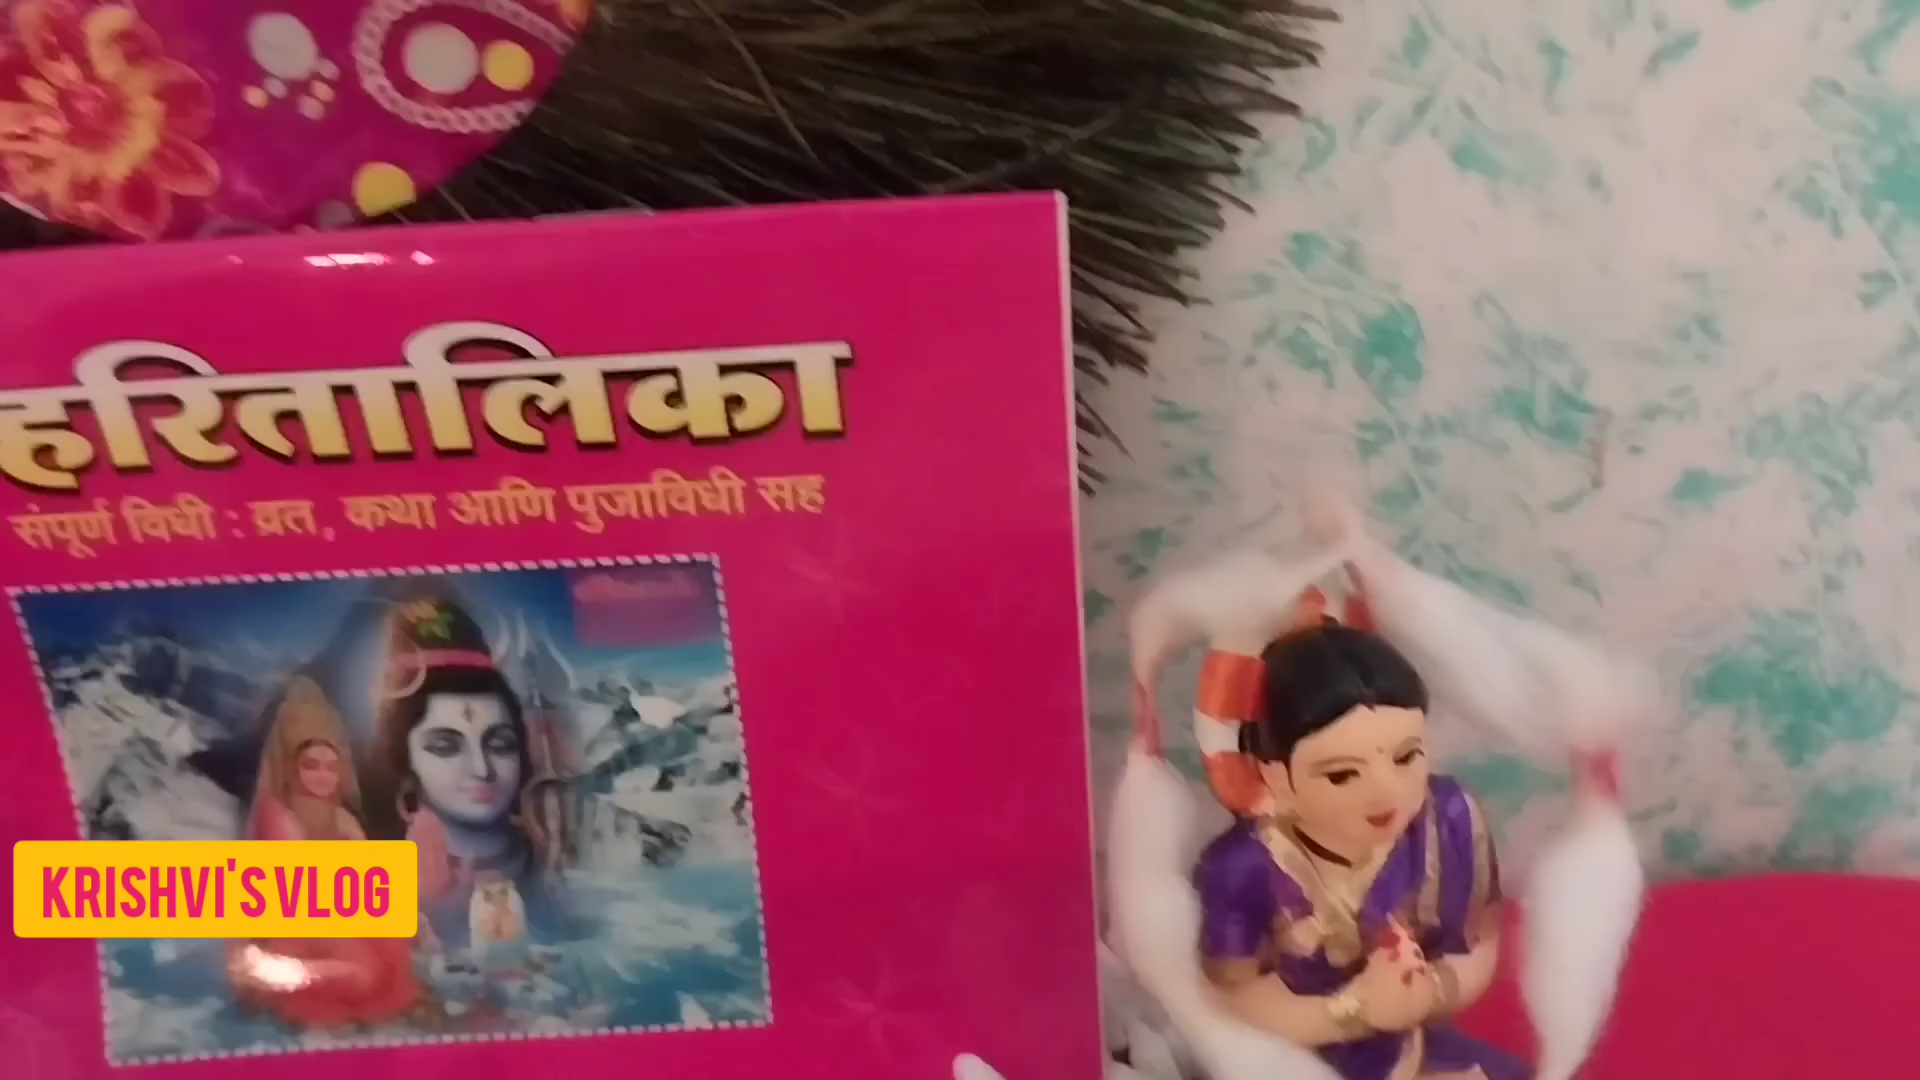 हरितालिका
संपूर्ण विधी : व्रत, कथा आणि पुजाविधी सह
KRISHVI'S VLOG